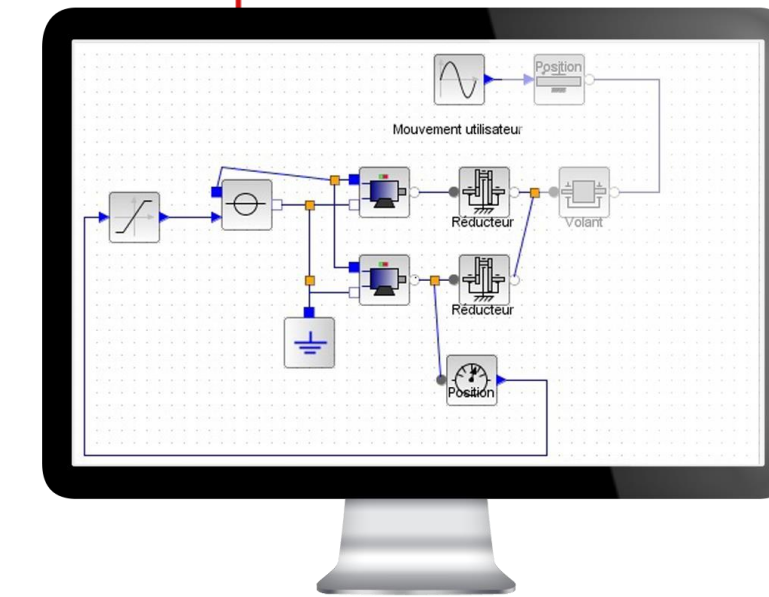 Position
Mouvement utilisateur
Réducteur
Volant
Réducteur
Position